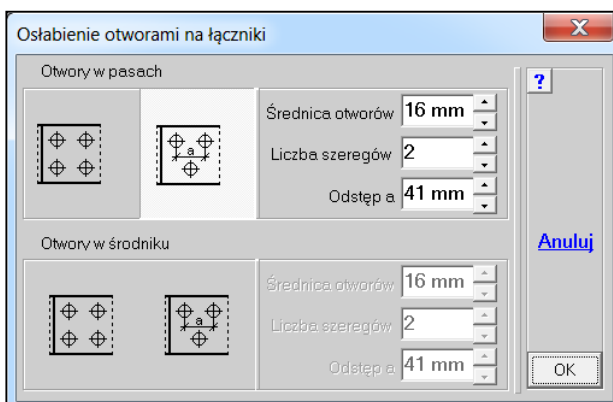 Osłabienie otworami na łączniki
X
Otwory w pasach
?
Średnica otworów 16 mm
a
Liczba szeregów 2
Odstęp a 41 mm
Anuluj
Otwory w środniku
Średnica otworów 16 mm
a
Liczba szeregów 2
Odstęp a 41 mm
OK